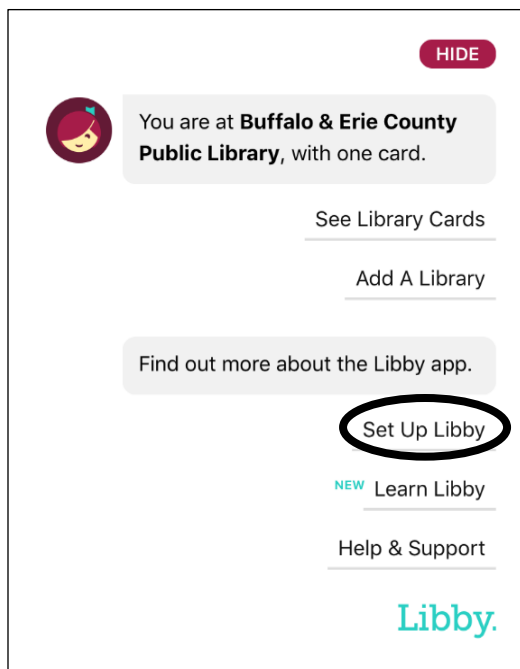 HIDE
You are at Buffalo & Erie County
Public Library, with one card.
See Library Cards
Add A Library
Find out more about the Libby app.
Set Up Libby
NEW Learn Libby
Help & Support
Libby.